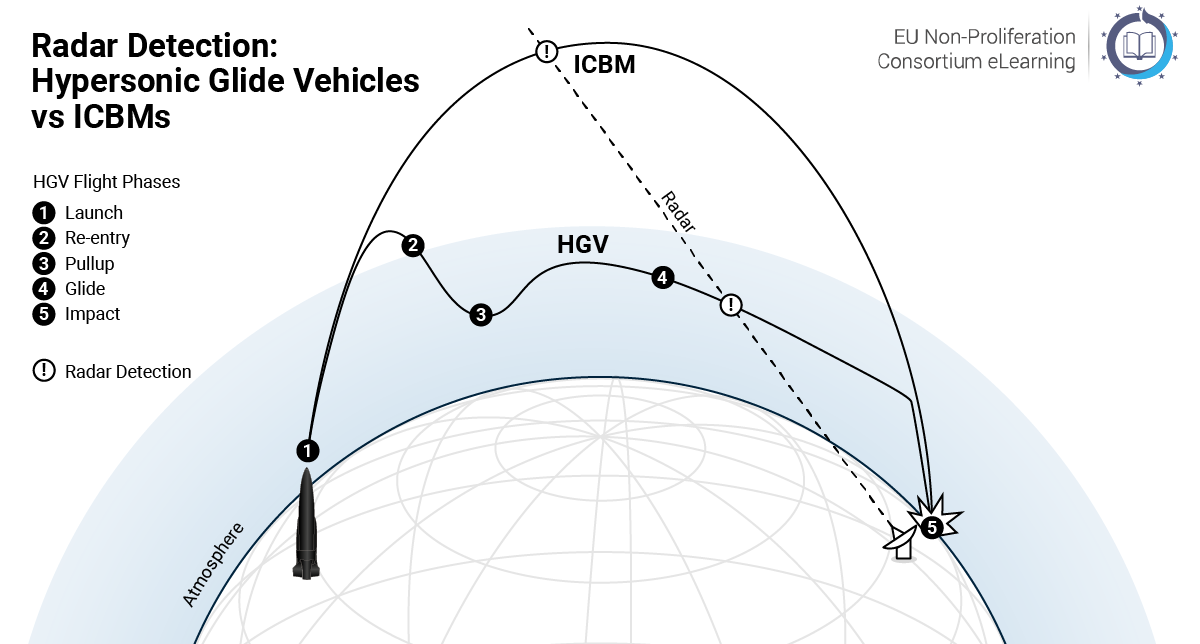 Radar Detection:
Hypersonic Glide Vehicles
vs ICBMs
EU Non-Proliferation
Consortium eLearning
HGV Flight Phases
1 Launch
2 Re-entry
3 Pullup
4 Glide
5 Impact
! Radar Detection
!
ICBM
Radar
HGV
2
4
3
!
1
5
Atmosphere